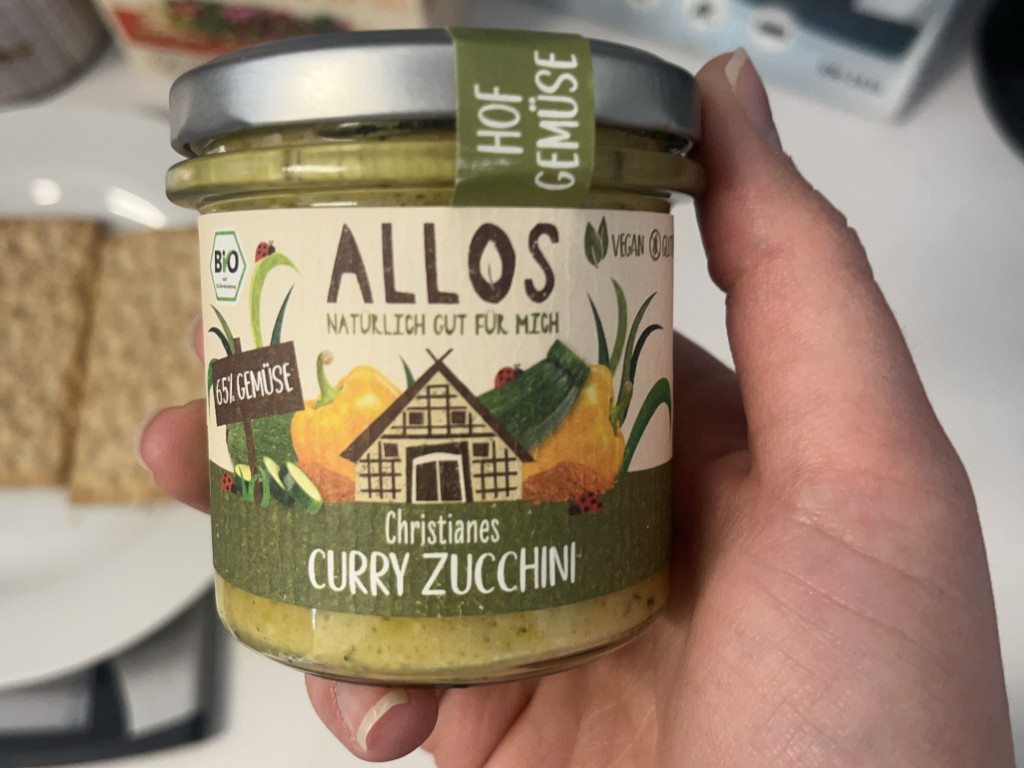 HOF
GEMÜSE
BIO
ALLOS
NATÜRLICH GUT FÜR MICH
VEGAN
65% GEMÜSE
Christianes
CURRY ZUCCHINI